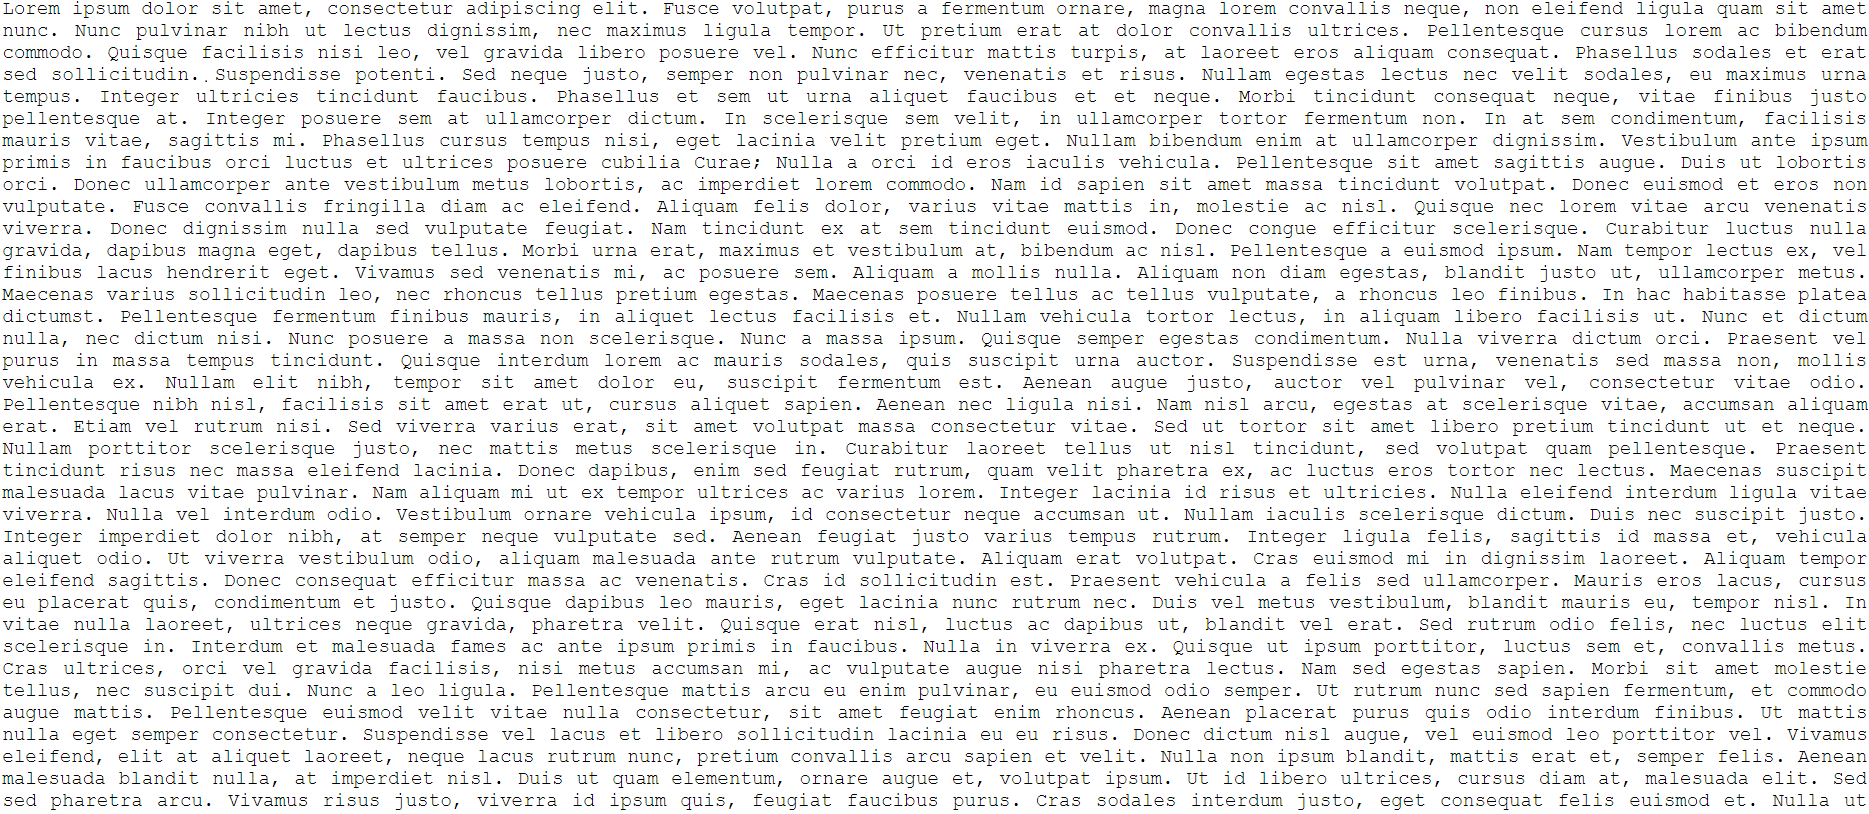 Lorem ipsum dolor sit amet, consectetur adipiscing elit. Fusce volutpat, purus a fermentum ornare, magna lorem convallis neque, non eleifend ligula quam sit amet
nunc. Nunc pulvinar nibh ut lectus dignissim, nec maximus ligula tempor. Ut pretium erat at dolor convallis ultrices. Pellentesque cursus lorem ac bibendum
commodo. Quisque facilisis nisi leo, vel gravida libero posuere vel. Nunc efficitur mattis turpis, at laoreet eros aliquam consequat. Phasellus sodales et erat
sed sollicitudin. Suspendisse potenti. Sed neque justo, semper non pulvinar nec, venenatis et risus. Nullam egestas lectus nec velit sodales, eu maximus urna
tempus. Integer ultricies tincidunt faucibus. Phasellus et sem ut urna aliquet faucibus et et neque. Morbi tincidunt consequat neque, vitae finibus justo
pellentesque at. Integer posuere sem at ullamcorper dictum. In scelerisque sem velit, in ullamcorper tortor fermentum non. In at sem condimentum, facilisis
mauris vitae, sagittis mi. Phasellus cursus tempus nisi, eget lacinia velit pretium eget. Nullam bibendum enim at ullamcorper dignissim. Vestibulum ante ipsum
primis in faucibus orci luctus et ultrices posuere cubilia Curae; Nulla a orci id eros iaculis vehicula. Pellentesque sit amet sagittis augue. Duis ut lobortis
orci. Donec ullamcorper ante vestibulum metus lobortis, ac imperdiet lorem commodo. Nam id sapien sit amet massa tincidunt volutpat. Donec euismod et eros non
vulputate. Fusce convallis fringilla diam ac eleifend. Aliquam felis dolor, varius vitae mattis in, molestie ac nisl. Quisque nec lorem vitae arcu venenatis
viverra. Donec dignissim nulla sed vulputate feugiat. Nam tincidunt ex at sem tincidunt euismod. Donec congue efficitur scelerisque. Curabitur luctus nulla
gravida, dapibus magna eget, dapibus tellus. Morbi urna erat, maximus et vestibulum at, bibendum ac nisl. Pellentesque a euismod ipsum. Nam tempor lectus ex, vel
finibus lacus hendrerit eget. Vivamus sed venenatis mi, ac posuere sem. Aliquam a mollis nulla. Aliquam non diam egestas, blandit justo ut, ullamcorper metus.
Maecenas varius sollicitudin leo, nec rhoncus tellus pretium egestas. Maecenas posuere tellus ac tellus vulputate, a rhoncus leo finibus. In hac habitasse platea
dictumst. Pellentesque fermentum finibus mauris, in aliquet lectus facilisis et. Nullam vehicula tortor lectus, in aliquam libero facilisis ut. Nunc et dictum
nulla, nec dictum nisi. Nunc posuere a massa non scelerisque. Nunc a massa ipsum. Quisque semper egestas condimentum. Nulla viverra dictum orci. Praesent vel
purus in massa tempus tincidunt. Quisque interdum lorem ac mauris sodales, quis suscipit urna auctor. Suspendisse est urna, venenatis sed massa non, mollis
vehicula ex. Nullam elit nibh, tempor sit amet dolor eu, suscipit fermentum est. Aenean augue justo, auctor vel pulvinar vel, consectetur vitae odio.
Pellentesque nibh nisl, facilisis sit amet erat ut, cursus aliquet sapien. Aenean nec ligula nisi. Nam nisl arcu, egestas at scelerisque vitae, accumsan aliquam
erat. Etiam vel rutrum nisi. Sed viverra varius erat, sit amet volutpat massa consectetur vitae. Sed ut tortor sit amet libero pretium tincidunt ut et neque.
Nullam porttitor scelerisque justo, nec mattis metus scelerisque in. Curabitur laoreet tellus ut nisl tincidunt, sed volutpat quam pellentesque. Praesent
tincidunt risus nec massa eleifend lacinia. Donec dapibus, enim sed feugiat rutrum, quam velit pharetra ex, ac luctus eros tortor nec lectus. Maecenas suscipit
malesuada lacus vitae pulvinar. Nam aliquam mi ut ex tempor ultrices ac varius lorem. Integer lacinia id risus et ultricies. Nulla eleifend interdum ligula vitae
viverra. Nulla vel interdum odio. Vestibulum ornare vehicula ipsum, id consectetur neque accumsan ut. Nullam iaculis scelerisque dictum. Duis nec suscipit justo.
Integer imperdiet dolor nibh, at semper neque vulputate sed. Aenean feugiat justo varius tempus rutrum. Integer ligula felis, sagittis id massa et, vehicula
aliquet odio. Ut viverra vestibulum odio, aliquam malesuada ante rutrum vulputate. Aliquam erat volutpat. Cras euismod mi in dignissim laoreet. Aliquam tempor
eleifend sagittis. Donec consequat efficitur massa ac venenatis. Cras id sollicitudin est. Praesent vehicula a felis sed ullamcorper. Mauris eros lacus, cursus
eu placerat quis, condimentum et justo. Quisque dapibus leo mauris, eget lacinia nunc rutrum nec. Duis vel metus vestibulum, blandit mauris eu, tempor nisl. In
vitae nulla laoreet, ultrices neque gravida, pharetra velit. Quisque erat nisl, luctus ac dapibus ut, blandit vel erat. Sed rutrum odio felis, nec luctus elit
scelerisque in. Interdum et malesuada fames ac ante ipsum primis in faucibus. Nulla in viverra ex. Quisque ut ipsum porttitor, luctus sem et, convallis metus.
Cras ultrices, orci vel gravida facilisis, nisi metus accumsan mi, ac vulputate augue nisi pharetra lectus. Nam sed egestas sapien. Morbi sit amet molestie
tellus, nec suscipit dui. Nunc a leo ligula. Pellentesque mattis arcu eu enim pulvinar, eu euismod odio semper. Ut rutrum nunc sed sapien fermentum, et commodo
augue mattis. Pellentesque euismod velit vitae nulla consectetur, sit amet feugiat enim rhoncus. Aenean placerat purus quis odio interdum finibus. Ut mattis
nulla eget semper consectetur. Suspendisse vel lacus et libero sollicitudin lacinia eu eu risus. Donec dictum nisl augue, vel euismod leo porttitor vel. Vivamus
eleifend, elit at aliquet laoreet, neque lacus rutrum nunc, pretium convallis arcu sapien et velit. Nulla non ipsum blandit, mattis erat et, semper felis. Aenean
malesuada blandit nulla, at imperdiet nisl. Duis ut quam elementum, ornare augue et, volutpat ipsum. Ut id libero ultrices, cursus diam at, malesuada elit. Sed
sed pharetra arcu. Vivamus risus justo, viverra id ipsum quis, feugiat faucibus purus. Cras sodales interdum justo, eget consequat felis euismod et. Nulla ut